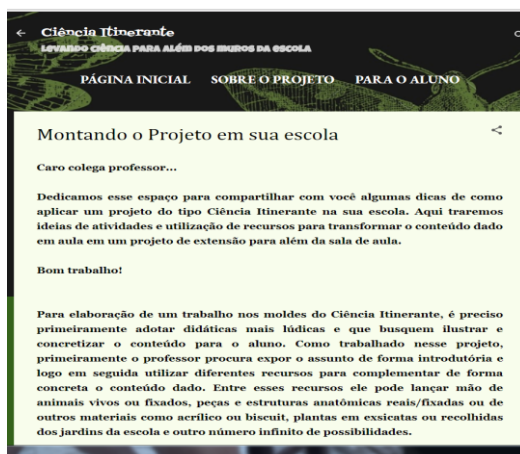 Ciência Itinerante
Levando ciência para além dos muros da escola
PÁGINA INICIAL SOBRE O PROJETO PARA O ALUNO
Montando o Projeto em sua escola
Caro colega professor...
Dedicamos esse espaço para compartilhar com você algumas dicas de como
aplicar um projeto do tipo Ciência Itinerante na sua escola. Aqui traremos
ideias de atividades e utilização de recursos para transformar o conteúdo dado
em aula em um projeto de extensão para além da sala de aula.
Bom trabalho!
Para elaboração de um trabalho nos moldes do Ciência Itinerante, é preciso
primeiramente adotar didáticas mais lúdicas e que busquem ilustrar e
concretizar o conteúdo para o aluno. Como trabalhado nesse projeto,
primeiramente o professor procura expor o assunto de forma introdutória e
logo em seguida utilizar diferentes recursos para complementar de forma
concreta o conteúdo dado. Entre esses recursos ele pode lançar mão de
animais vivos ou fixados, peças e estruturas anatômicas reais/fixadas ou de
outros materiais como acrílico ou biscuit, plantas em exsicatas ou recolhidas
dos jardins da escola e outro número infinito de possibilidades.